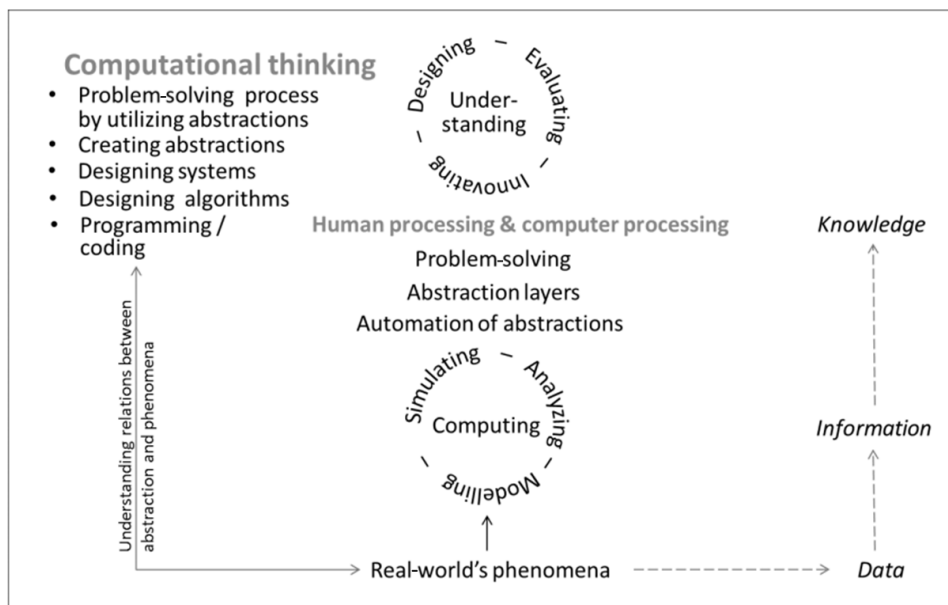 Computational thinking
• Problem-solving process
by utilizing abstractions
• Creating abstractions
• Designing systems
• Designing algorithms
• Programming /
coding
Understanding relations between
abstraction and phenomena
Designing – Evaluating – Innovating –
Under-
standing
Human processing & computer processing
Problem-solving
Abstraction layers
Automation of abstractions
Simulating – Analyzing – Modelling –
Computing
Real-world's phenomena
Knowledge
Information
Data